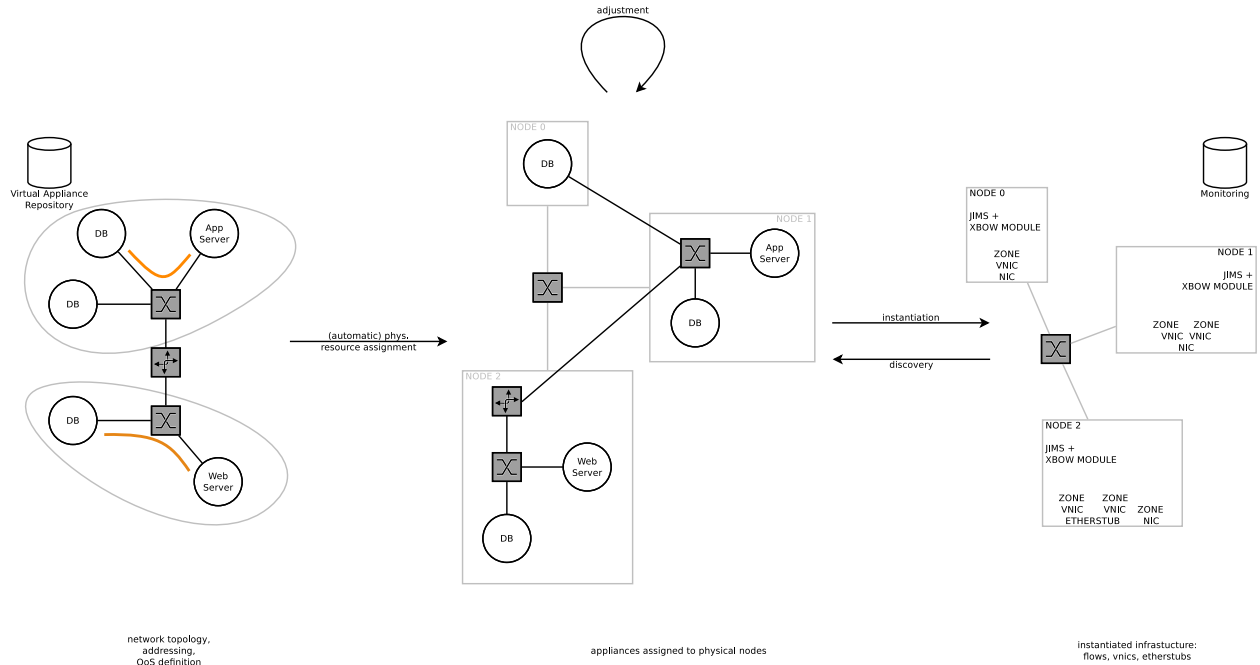 adjustment
Virtual Appliance
Repository
DB
App
Server
DB
DB
Web
Server
network topology,
addressing,
QoS definition
(automatic) phys.
resource assignment
NODE 0
DB
NODE 1
App
Server
DB
NODE 2
Web
Server
DB
appliances assigned to physical nodes
instantiation
discovery
Monitoring
NODE 0
JIMS +
XBOW MODULE
ZONE
VNIC
NIC
NODE 1
JIMS +
XBOW MODULE
ZONE ZONE
VNIC VNIC
NIC
NODE 2
JIMS +
XBOW MODULE
ZONE ZONE
VNIC VNIC ZONE
ETHERSTUB NIC
instantiated infrastucture:
flows, vnics, etherstubs